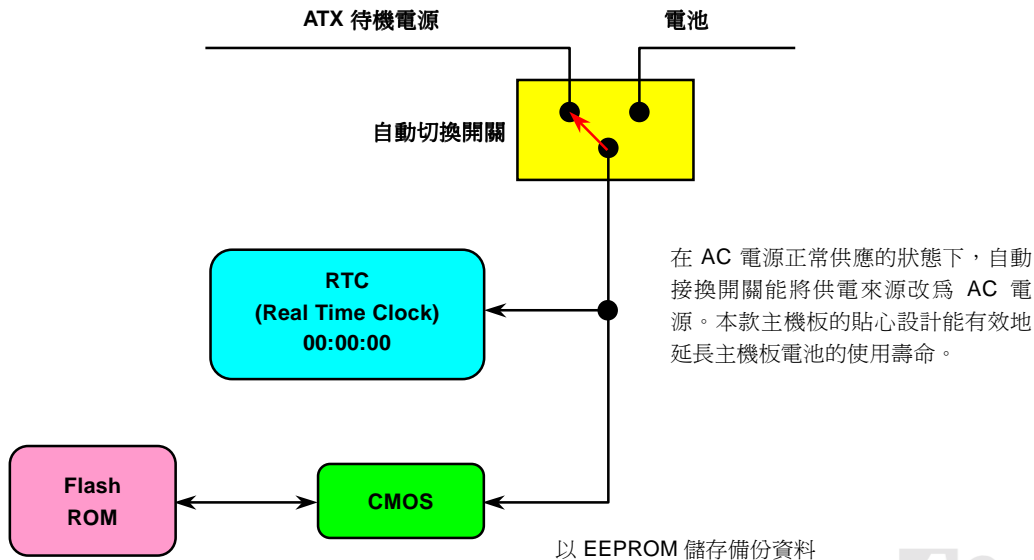 ATX 待機電源
電池
自動切換開關
RTC
(Real Time Clock)
00:00:00
在 AC 電源正常供應的狀態下，自動
接換開關能將供電來源改爲 AC 電
源。本款主機板的貼心設計能有效地
延長主機板電池的使用壽命。
Flash
ROM
CMOS
以 EEPROM 儲存備份資料